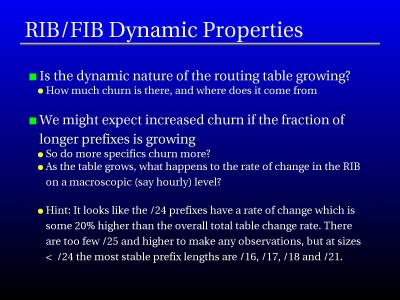 RIB/FIB Dynamic Properties
Is the dynamic nature of the routing table growing?
How much churn is there, and where does it come from
We might expect increased churn if the fraction of
longer prefixes is growing
So do more specifics churn more?
As the table grows, what happens to the rate of change in the RIB
on a macroscopic (say hourly) level?
Hint: It looks like the /24 prefixes have a rate of change which is
some 20% higher than the overall total table change rate. There
are too few /25 and higher to make any observations, but at sizes
< /24 the most stable prefix lengths are /16, /17, /18 and /21.